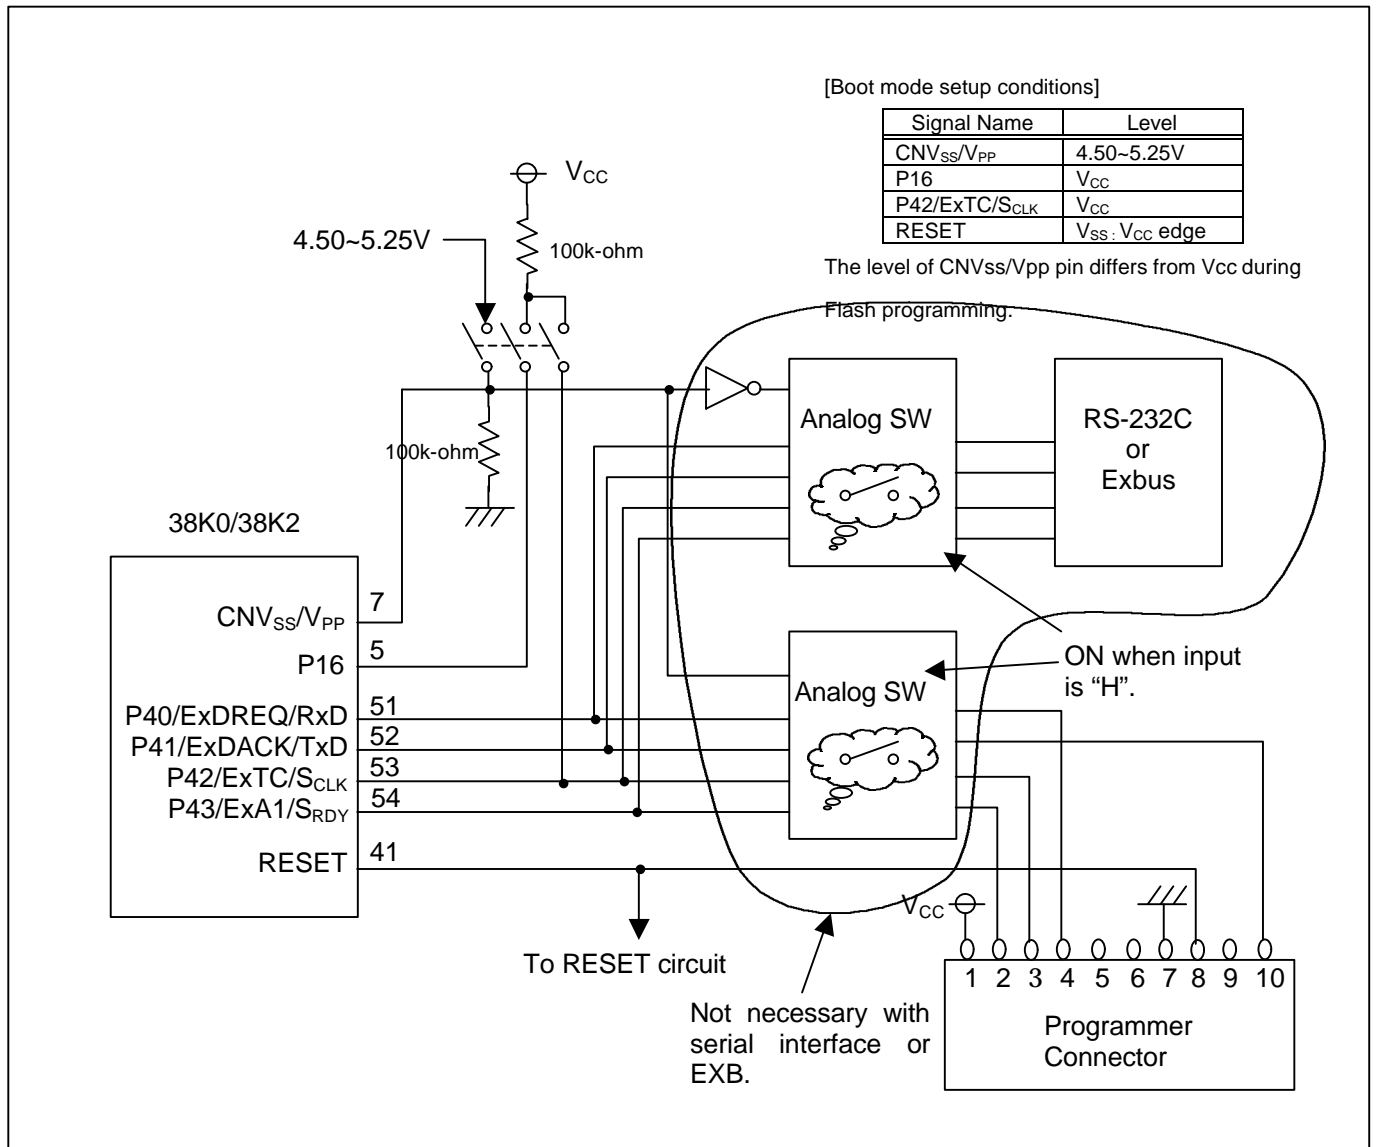 [Boot mode setup conditions]
Signal Name Level
CNVSS/VPP 4.50~5.25V
P16 VCC
P42/ExTC/SCLK VCC
RESET VSS : VCC edge
The level of CNVss/Vpp pin differs from Vcc during
Flash programming.
VCC
4.50~5.25V
100k-ohm
100k-ohm
Analog SW
RS-232C
or
Exbus
38K0/38K2
CNVSS/VPP 7
P16 5
P40/ExDREQ/RxD 51
P41/ExDACK/TxD 52
P42/ExTC/SCLK 53
P43/ExA1/SRDY 54
RESET 41
Analog SW
ON when input
is “H”.
To RESET circuit
VCC
1 2 3 4 5 6 7 8 9 10
Programmer
Connector
Not necessary with
serial interface or
EXB.